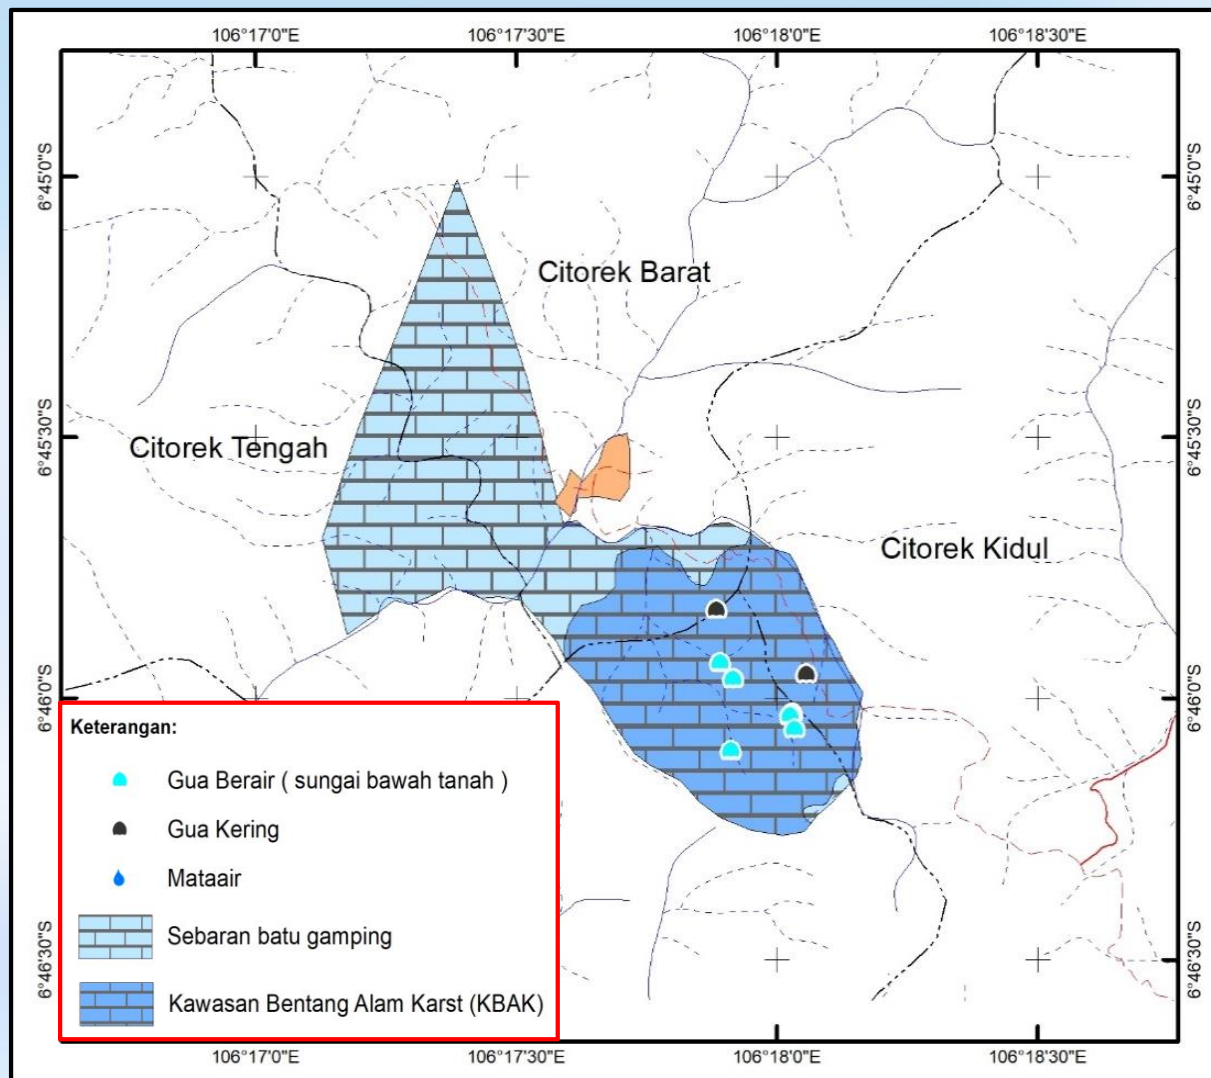 106°17'0"E 106°17'30"E 106°18'0"E 106°18'30"E
6°45'0"S 6°45'0"S
Citorek Barat
6°45'30"S 6°45'30"S
Citorek Tengah
Citorek Kidul
6°46'0"S 6°46'0"S
Keterangan:
Gua Berair ( sungai bawah tanah )
Gua Kering
Mataair
Sebaran batu gamping
6°46'30"S 6°46'30"S
Kawasan Bentang Alam Karst (KBAK)
106°17'0"E 106°17'30"E 106°18'0"E 106°18'30"E